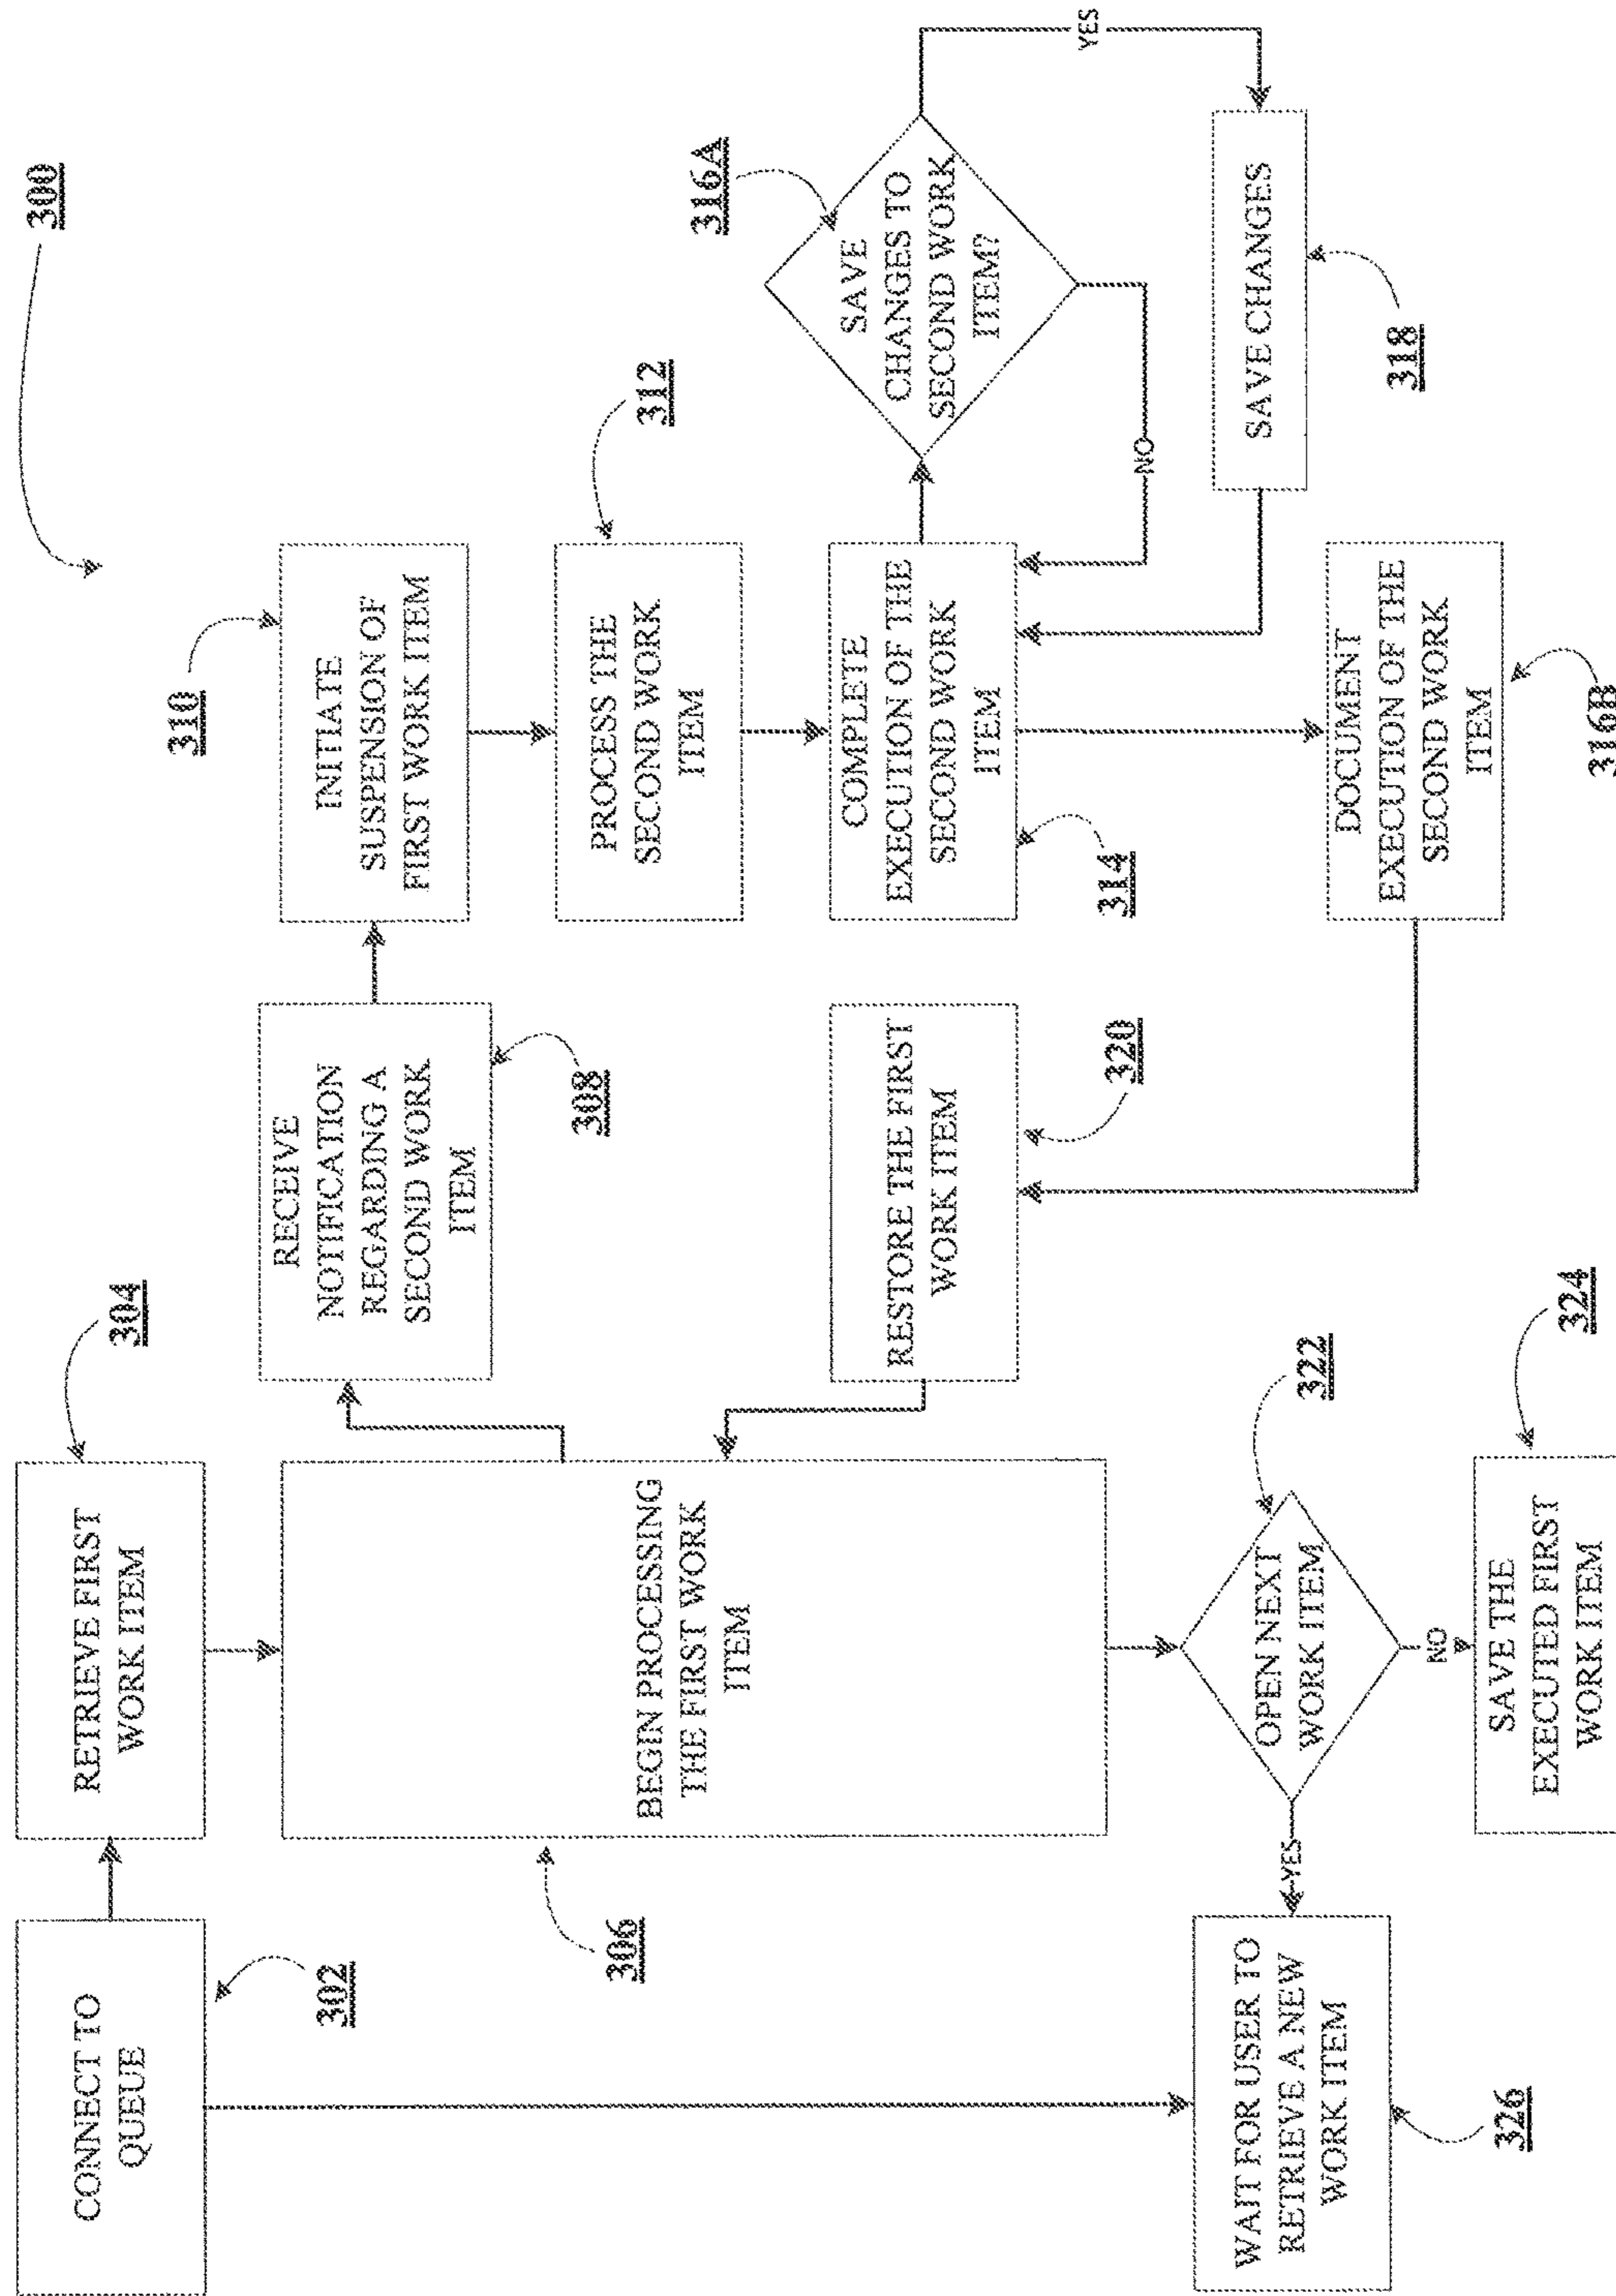 300
CONNECT TO
QUEUE
302
RETRIEVE FIRST
WORK ITEM
304
BEGIN PROCESSING
THE FIRST WORK
ITEM
306
RECEIVE
NOTIFICATION
REGARDING A
SECOND WORK
ITEM
308
INITIATE
SUSPENSION OF
FIRST WORK ITEM
310
PROCESS THE
SECOND WORK
ITEM
312
COMPLETE
EXECUTION OF THE
SECOND WORK
ITEM
314
SAVE
CHANGES TO
SECOND WORK
ITEM?
316A
YES
NO
SAVE CHANGES
318
DOCUMENT
EXECUTION OF THE
SECOND WORK
ITEM
316B
RESTORE THE FIRST
WORK ITEM
320
OPEN NEXT
WORK ITEM
322
YES
NO
SAVE THE
EXECUTED FIRST
WORK ITEM
324
WAIT FOR USER TO
RETRIEVE A NEW
WORK ITEM
326